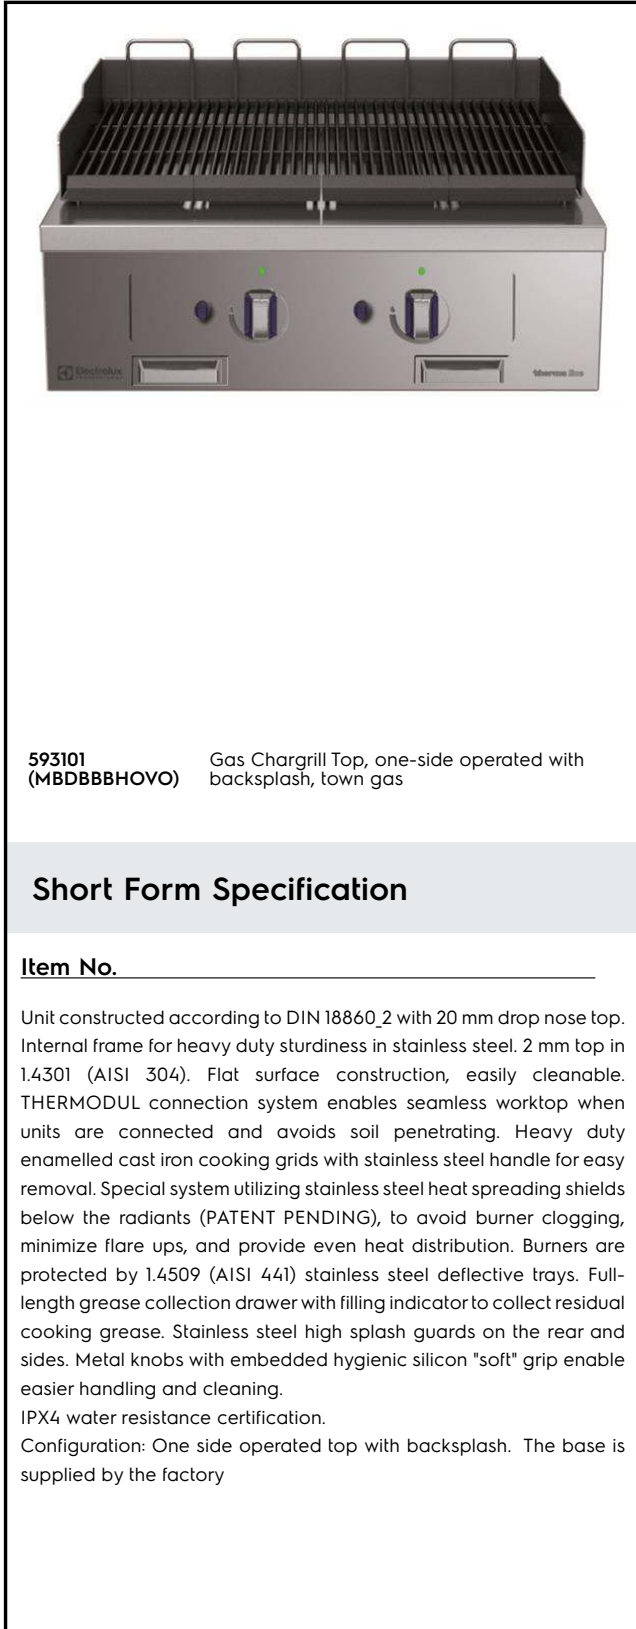 Electrolux
PROFESSIONAL
therma line
593101
(MBDBBBHOVO)
Gas Chargrill Top, one-side operated with
backsplash, town gas
Short Form Specification
Item No.
Unit constructed according to DIN 18860_2 with 20 mm drop nose top.
Internal frame for heavy duty sturdiness in stainless steel. 2 mm top in
1.4301 (AISI 304). Flat surface construction, easily cleanable.
THERMODUL connection system enables seamless worktop when
units are connected and avoids soil penetrating. Heavy duty
enamelled cast iron cooking grids with stainless steel handle for easy
removal. Special system utilizing stainless steel heat spreading shields
below the radiants (PATENT PENDING), to avoid burner clogging,
minimize flare ups, and provide even heat distribution. Burners are
protected by 1.4509 (AISI 441) stainless steel deflective trays. Full-
length grease collection drawer with filling indicator to collect residual
cooking grease. Stainless steel high splash guards on the rear and
sides. Metal knobs with embedded hygienic silicon "soft" grip enable
easier handling and cleaning.
IPX4 water resistance certification.
Configuration: One side operated top with backsplash. The base is
supplied by the factory